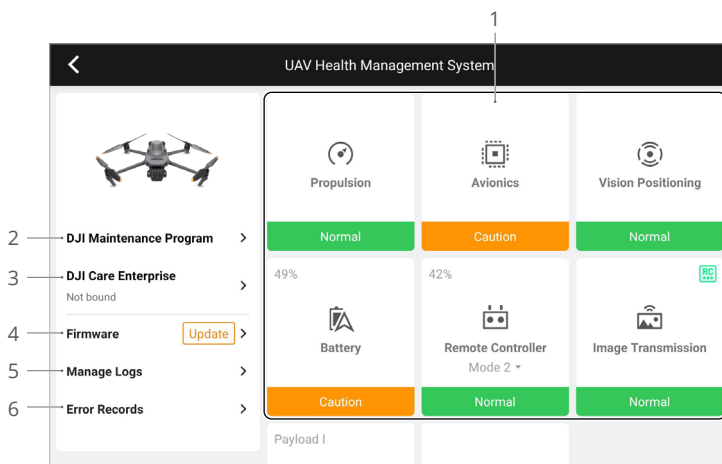 1
UAV Health Management System
Propulsion
Avionics
Vision Positioning
Normal
Caution
Normal
2
DJI Maintenance Program
3
DJI Care Enterprise
Not bound
4
Firmware
Update
5
Manage Logs
6
Error Records
49%
42%
RC
Battery
Remote Controller
Mode 2
Image Transmission
Caution
Normal
Normal
Payload I